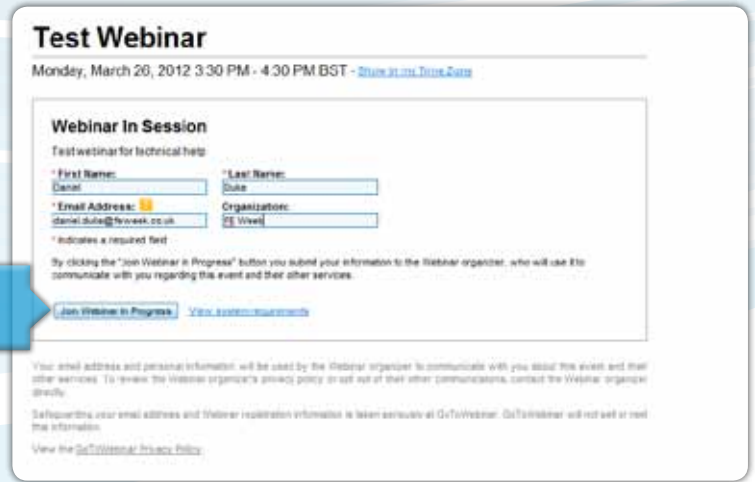 Test Webinar
Monday, March 26, 2012 3:30 PM - 4:30 PM BST - Show in my Time Zone
Webinar In Session
Test webinar for technical help
* First Name: * Last Name:
Daniel Duke
* Email Address: Organization:
daniel.duke@feweek.co.uk FE Week
* Indicates a required field
By clicking the "Join Webinar in Progress" button you submit your information to the Webinar organizer, who will use it to
communicate with you regarding this event and their other services.
Join Webinar in Progress View system requirements
Your email address and personal information will be used by the Webinar organizer to communicate with you about this event and their
other services. To review the Webinar organizer's privacy policy or opt out of their other communications, contact the Webinar organizer
directly.
Safeguarding your email address and Webinar registration information is taken seriously at GoToWebinar. GoToWebinar will not sell or rent
this information.
View the GoToWebinar Privacy Policy.